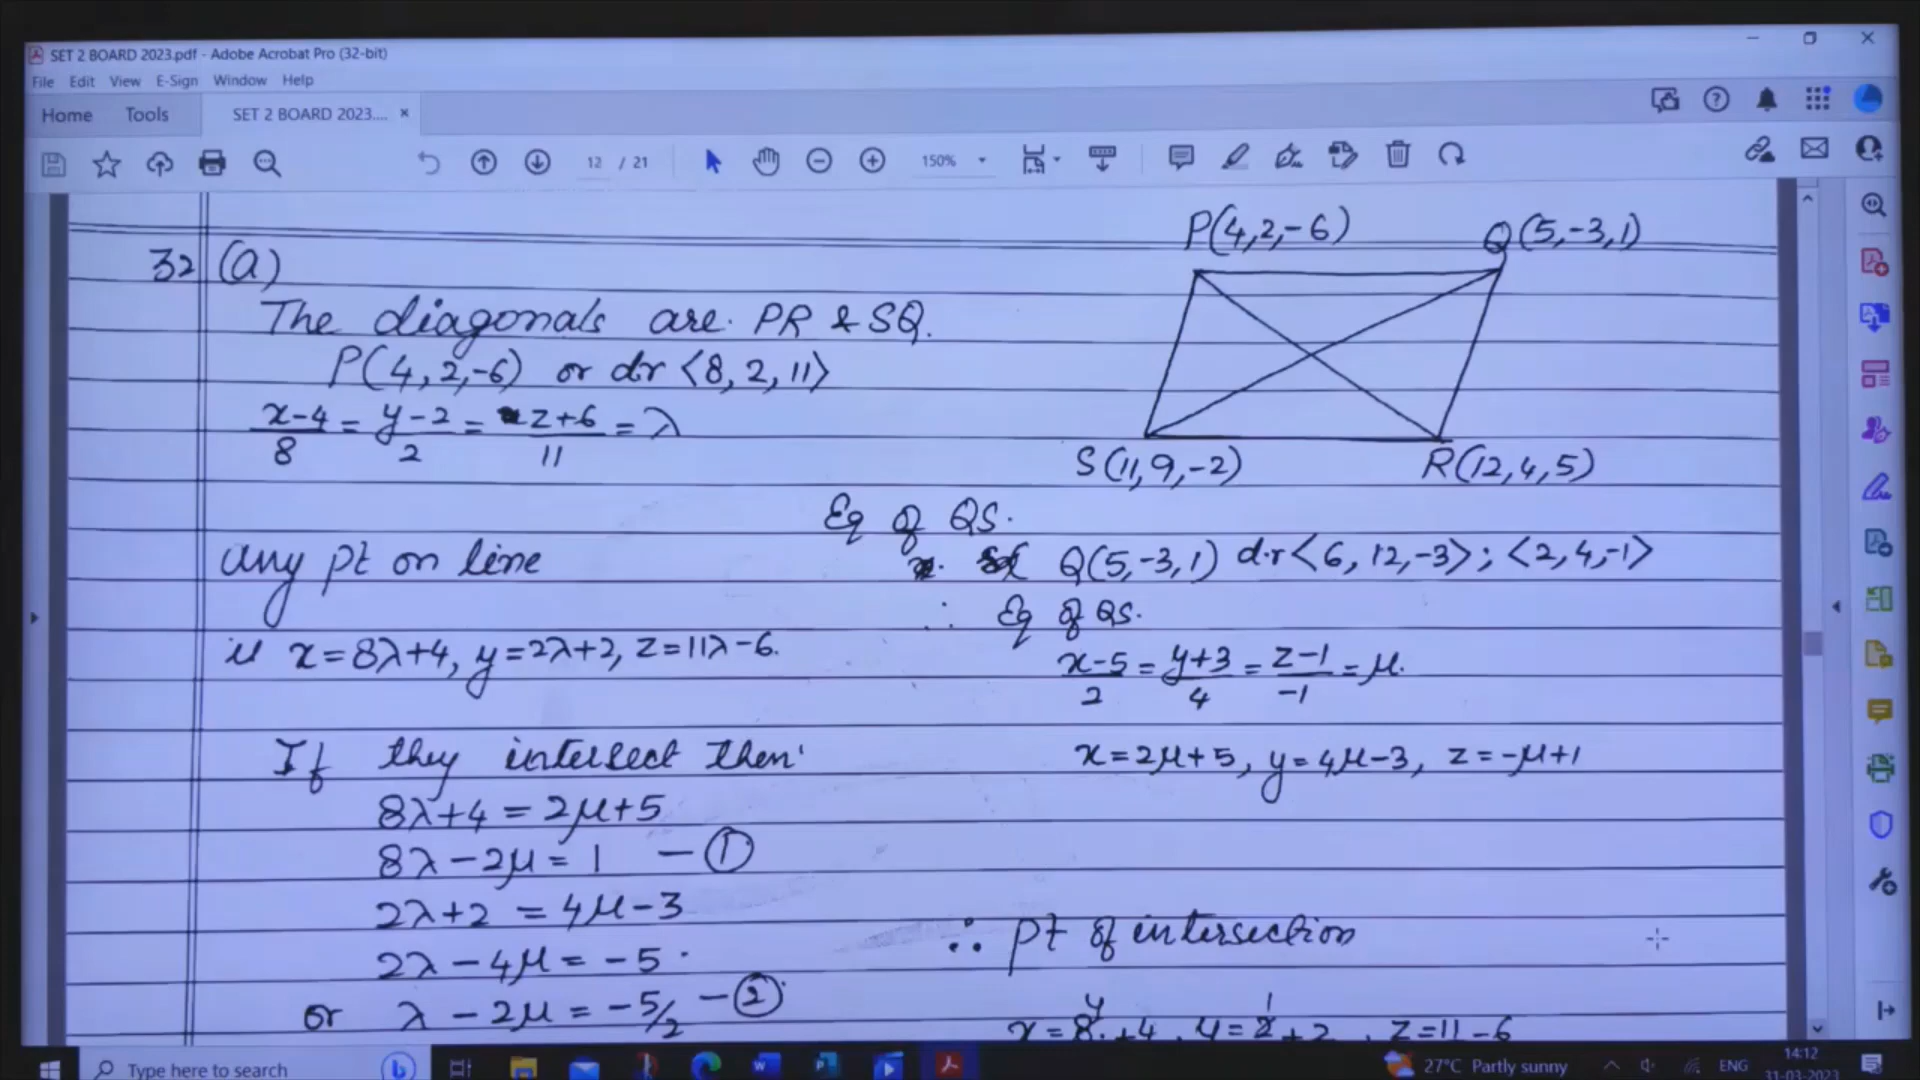 SET 2 BOARD 2023.pdf - Adobe Acrobat Pro (32-bit)
File Edit View E-Sign Window Help
Home Tools SET 2 BOARD 2023.... ×
12 / 21 150%
P(4,2,-6) Q(5,-3,1)
32 (a)
The diagonals are. PR & SQ.
P(4,2,-6) or dr <8, 2, 11>
x-4/8 = y-2/2 = z+6/11 = λ
S(11,9,-2) R(12,4,5)
Eq of QS.
any pt on line
Q(5,-3,1) d.r <6, 12, -3>; <2, 4, -1>
∴ Eq of QS.
x=8λ+4, y=2λ+2, z=11λ-6.
x-5/2 = y+3/4 = z-1/-1 = μ.
If they intersect then
x=2μ+5, y=4μ-3, z=-μ+1
8λ+4 = 2μ+5
8λ-2μ = 1 — ①
2λ+2 = 4μ-3
∴ pt of intersection
2λ-4μ = -5.
or λ-2μ = -5/2 — ②
Type here to search
27°C Partly sunny ENG 14:12
31-03-2023